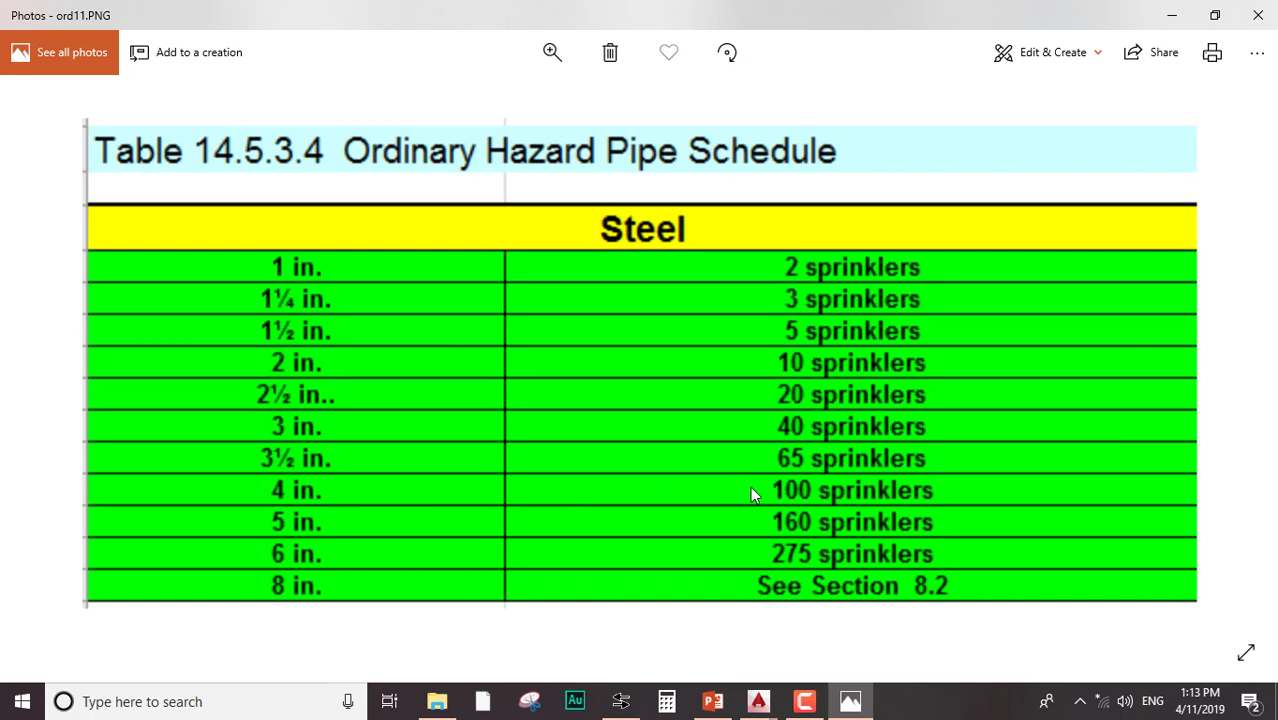 Photos - ord11.PNG
See all photos
Add to a creation
Edit & Create
Share
Table 14.5.3.4 Ordinary Hazard Pipe Schedule
Steel
1 in. 2 sprinklers
1¼ in. 3 sprinklers
1½ in. 5 sprinklers
2 in. 10 sprinklers
2½ in.. 20 sprinklers
3 in. 40 sprinklers
3½ in. 65 sprinklers
4 in. 100 sprinklers
5 in. 160 sprinklers
6 in. 275 sprinklers
8 in. See Section 8.2
Type here to search
Au
ENG
1:13 PM
4/11/2019
2